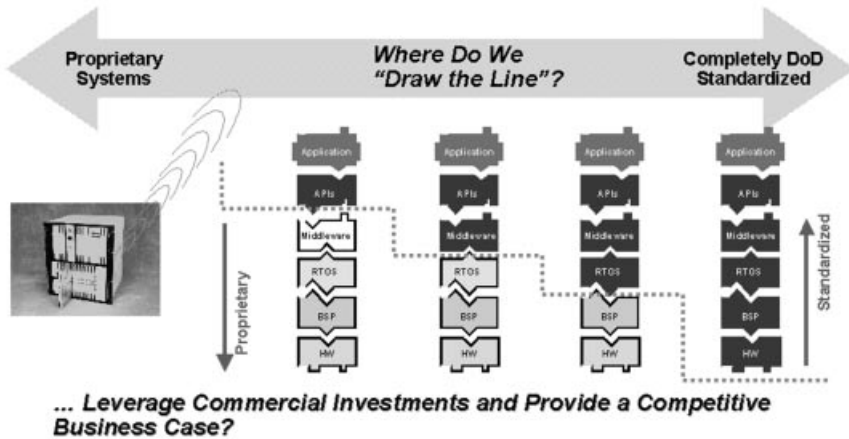 Proprietary
Systems
Where Do We
"Draw the Line"?
Completely DoD
Standardized
Application
Application
Application
Application
APIs
APIs
APIs
APIs
Middleware
Middleware
Middleware
Middleware
RTOS
RTOS
RTOS
RTOS
BSP
BSP
BSP
BSP
HW
HW
HW
HW
Proprietary
Standardized
... Leverage Commercial Investments and Provide a Competitive
Business Case?